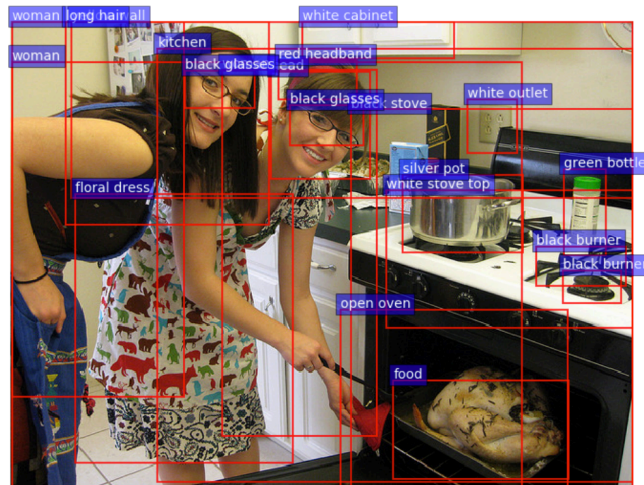 woman
long hair
all
white cabinet
woman
kitchen
red headband
black glasses
ead
black glasses
stove
white outlet
green bottle
silver pot
white stove top
floral dress
black burner
black burner
open oven
food